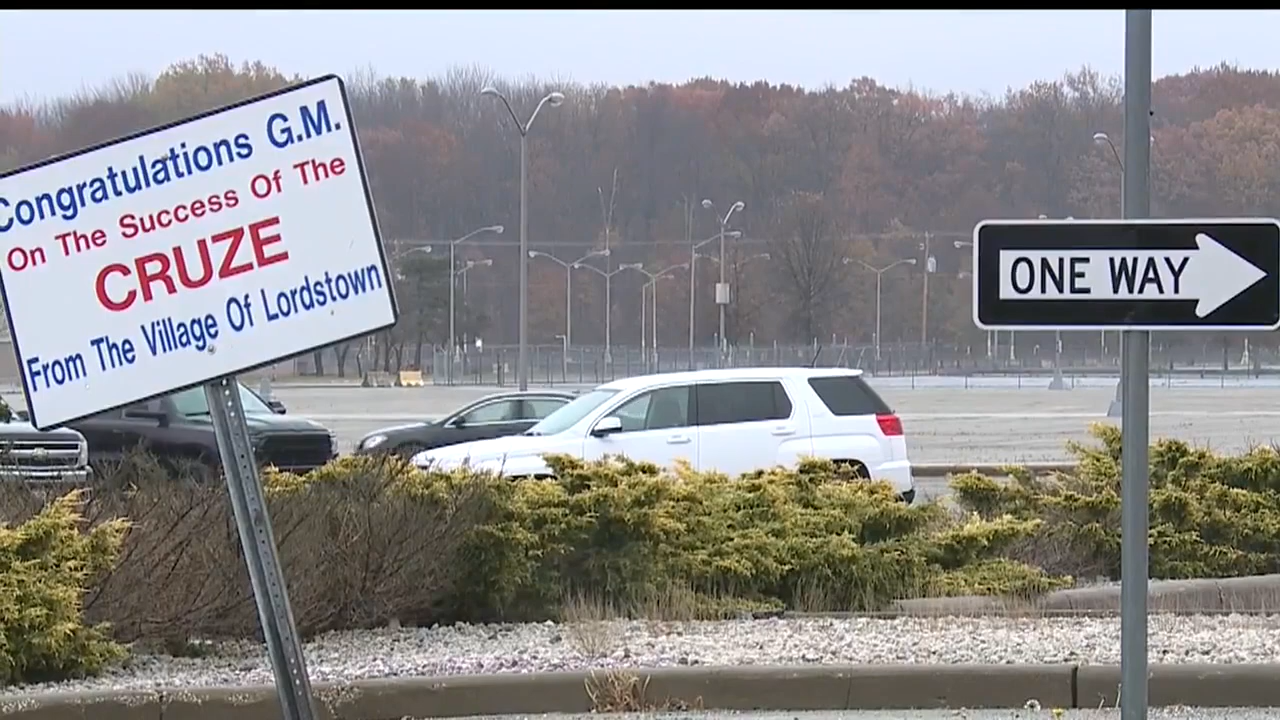 Congratulations G.M.
On The Success Of The
CRUZE
From The Village Of Lordstown
ONE WAY